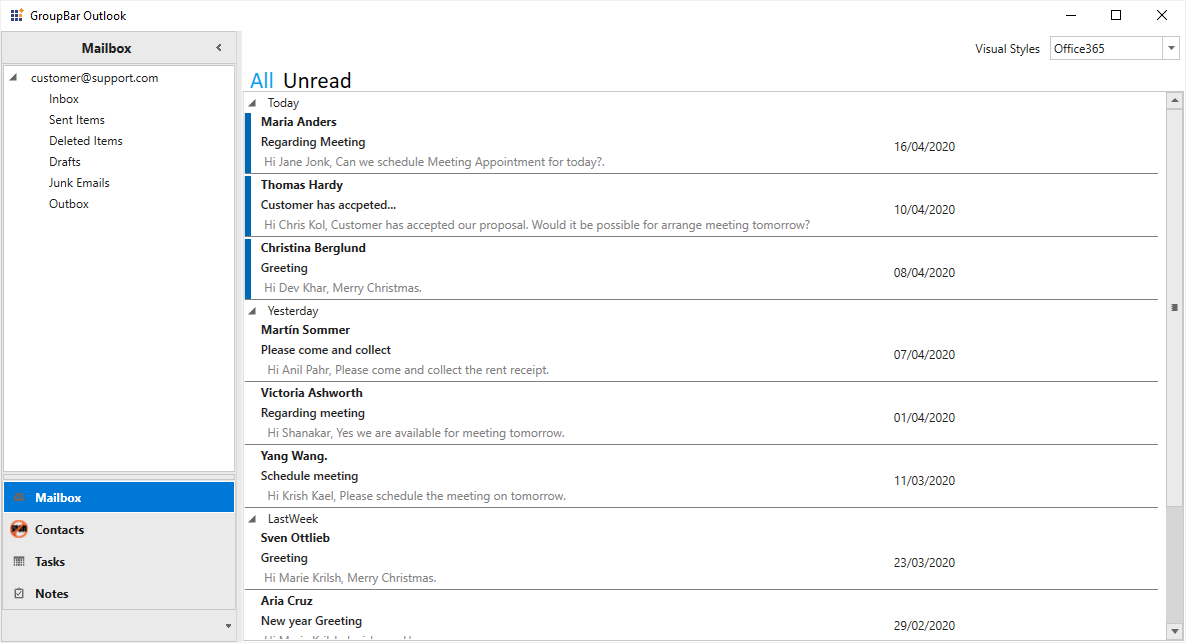 GroupBar Outlook
Mailbox
Visual Styles Office365
customer@support.com
Inbox
Sent Items
Deleted Items
Drafts
Junk Emails
Outbox
Mailbox
Contacts
Tasks
Notes
All Unread
Today
Maria Anders
Regarding Meeting
Hi Jane Jonk, Can we schedule Meeting Appointment for today?.
16/04/2020
Thomas Hardy
Customer has accpeted...
Hi Chris Kol, Customer has accepted our proposal. Would it be possible for arrange meeting tomorrow?
10/04/2020
Christina Berglund
Greeting
Hi Dev Khar, Merry Christmas.
08/04/2020
Yesterday
Martín Sommer
Please come and collect
Hi Anil Pahr, Please come and collect the rent receipt.
07/04/2020
Victoria Ashworth
Regarding meeting
Hi Shanakar, Yes we are available for meeting tomorrow.
01/04/2020
Yang Wang.
Schedule meeting
Hi Krish Kael, Please schedule the meeting on tomorrow.
11/03/2020
LastWeek
Sven Ottlieb
Greeting
Hi Marie Krilsh, Merry Christmas.
23/03/2020
Aria Cruz
New year Greeting
29/02/2020